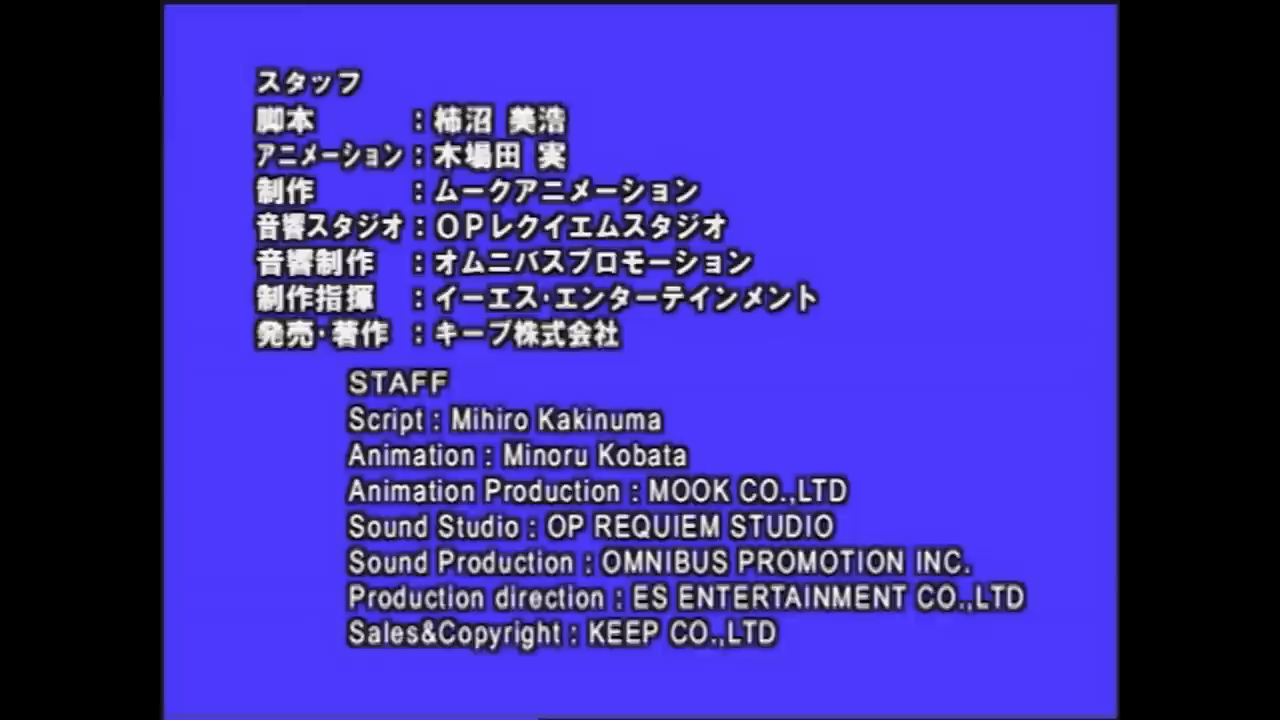 スタッフ
脚本 : 柿沼 美浩
アニメーション : 木場田 実
制作 : ムークアニメーション
音響スタジオ : OPレクイエムスタジオ
音響制作 : オムニバスプロモーション
制作指揮 : イーエス・エンターテインメント
発売・著作 : キープ株式会社
STAFF
Script : Mihiro Kakinuma
Animation : Minoru Kobata
Animation Production : MOOK CO.,LTD
Sound Studio : OP REQUIEM STUDIO
Sound Production : OMNIBUS PROMOTION INC.
Production direction : ES ENTERTAINMENT CO.,LTD
Sales&Copyright : KEEP CO.,LTD